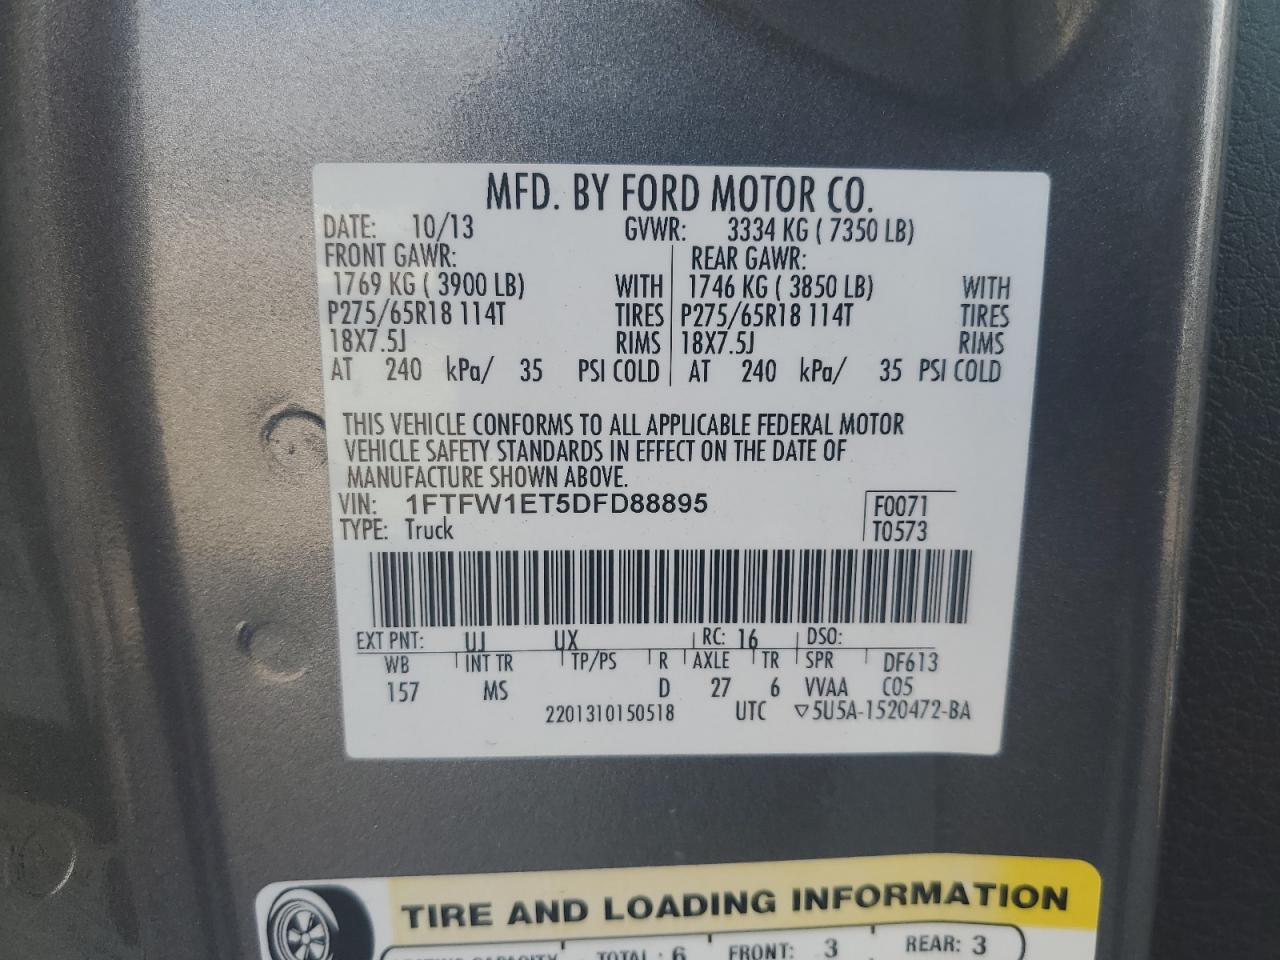 MFD. BY FORD MOTOR CO.
DATE: 10/13 GVWR: 3334 KG ( 7350 LB)
FRONT GAWR: REAR GAWR:
1769 KG ( 3900 LB) WITH 1746 KG ( 3850 LB) WITH
P275/65R18 114T TIRES P275/65R18 114T TIRES
18X7.5J RIMS 18X7.5J RIMS
AT 240 kPa/ 35 PSI COLD AT 240 kPa/ 35 PSI COLD
THIS VEHICLE CONFORMS TO ALL APPLICABLE FEDERAL MOTOR
VEHICLE SAFETY STANDARDS IN EFFECT ON THE DATE OF
MANUFACTURE SHOWN ABOVE.
VIN: 1FTFW1ET5DFD88895 F0071
TYPE: Truck T0573
EXT PNT: UJ UX RC: 16 DSO:
WB INT TR TP/PS R AXLE TR SPR DF613
157 MS D 27 6 VVAA C05
2201310150518 UTC ▽5U5A-1520472-BA
TIRE AND LOADING INFORMATION
SEATING CAPACITY TOTAL : 6 FRONT: 3 REAR: 3